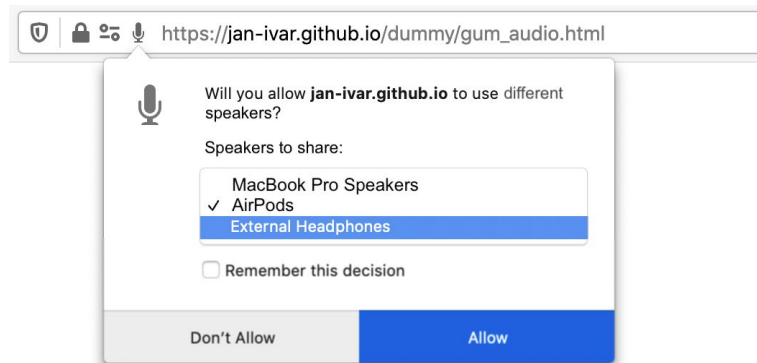 https://jan-ivar.github.io/dummy/gum_audio.html
Will you allow jan-ivar.github.io to use different
speakers?
Speakers to share:
MacBook Pro Speakers
✓ AirPods
External Headphones
Remember this decision
Don't Allow
Allow